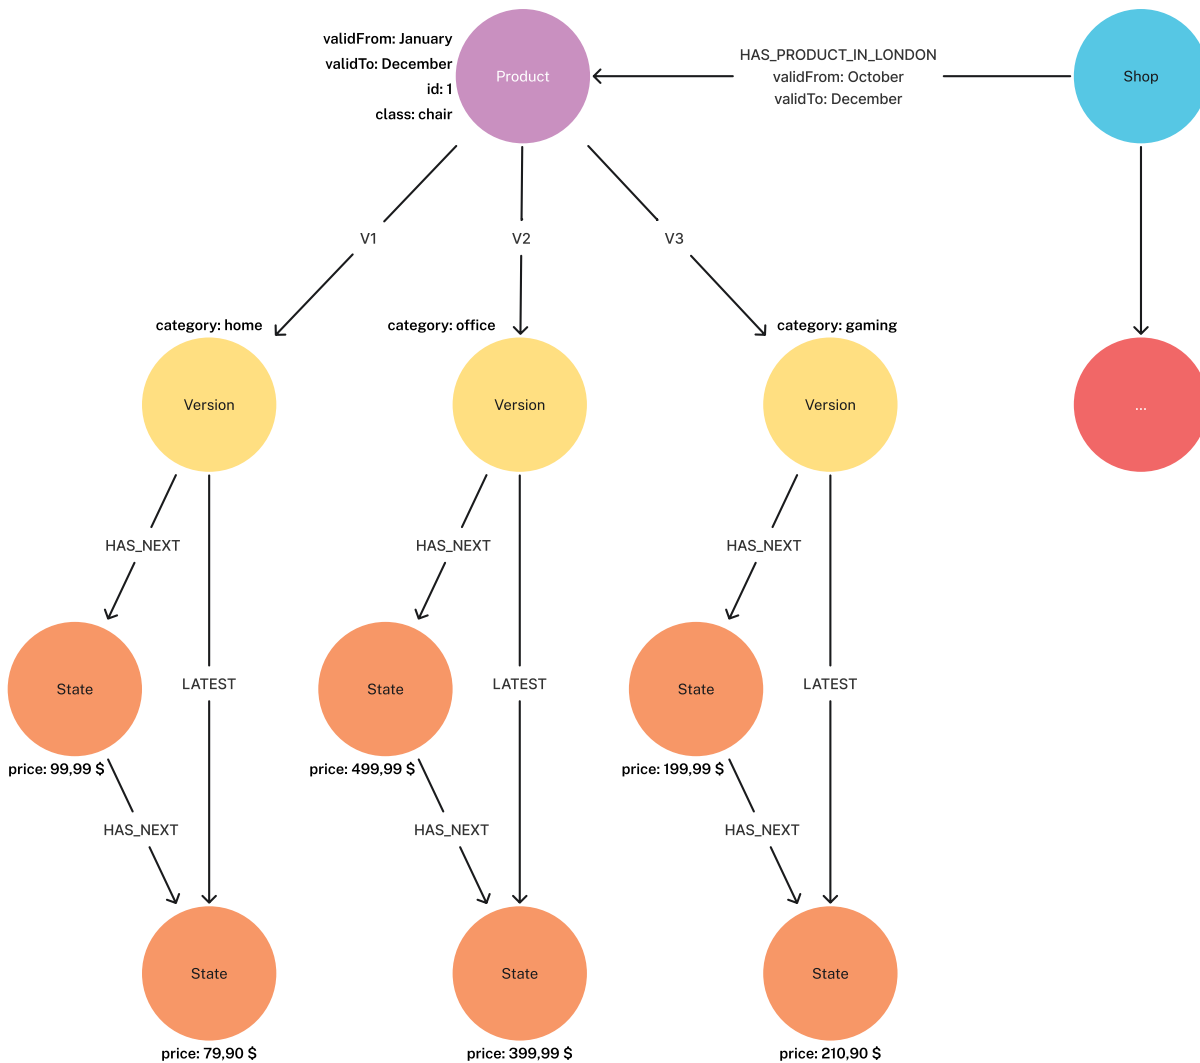 validFrom: January
validTo: December
id: 1
class: chair
Product
HAS_PRODUCT_IN_LONDON
validFrom: October
validTo: December
Shop
V1
V2
V3
category: home
category: office
category: gaming
Version
Version
Version
...
HAS_NEXT
HAS_NEXT
HAS_NEXT
State
LATEST
State
LATEST
State
LATEST
price: 99,99 $
price: 499,99 $
price: 199,99 $
HAS_NEXT
HAS_NEXT
HAS_NEXT
State
State
State
price: 79,90 $
price: 399,99 $
price: 210,90 $